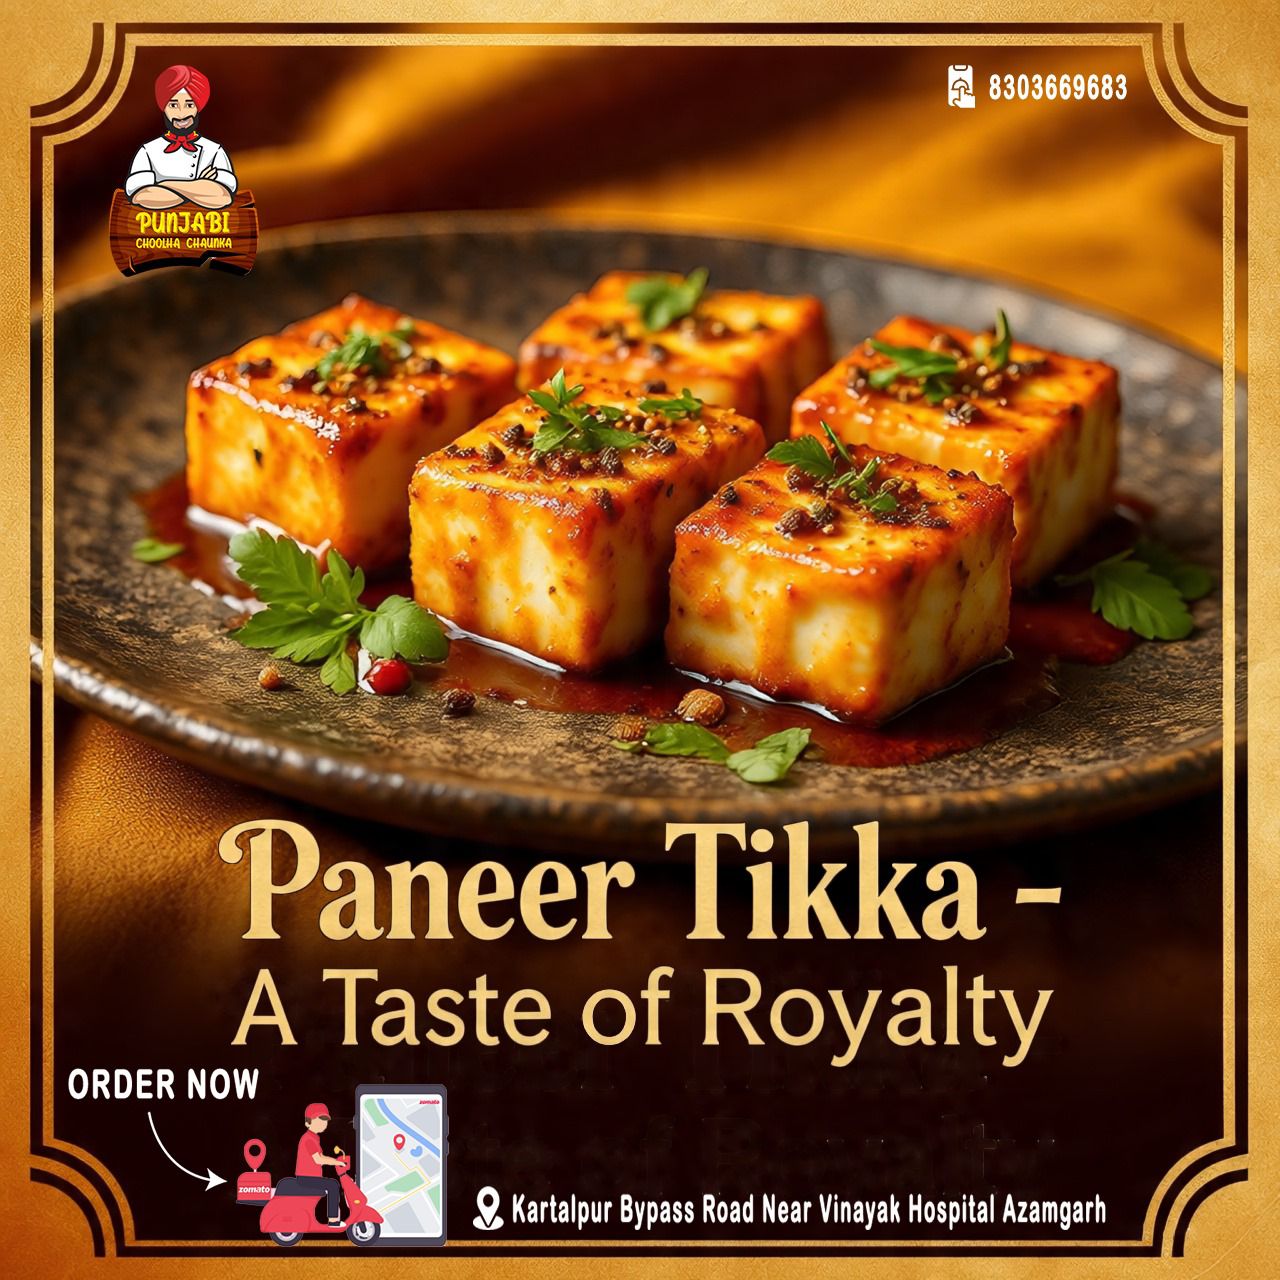 8303669683
PUNJABI
CHOOLHA CHAUNKA
Paneer Tikka -
A Taste of Royalty
ORDER NOW
zomato
zomato
Kartalpur Bypass Road Near Vinayak Hospital Azamgarh